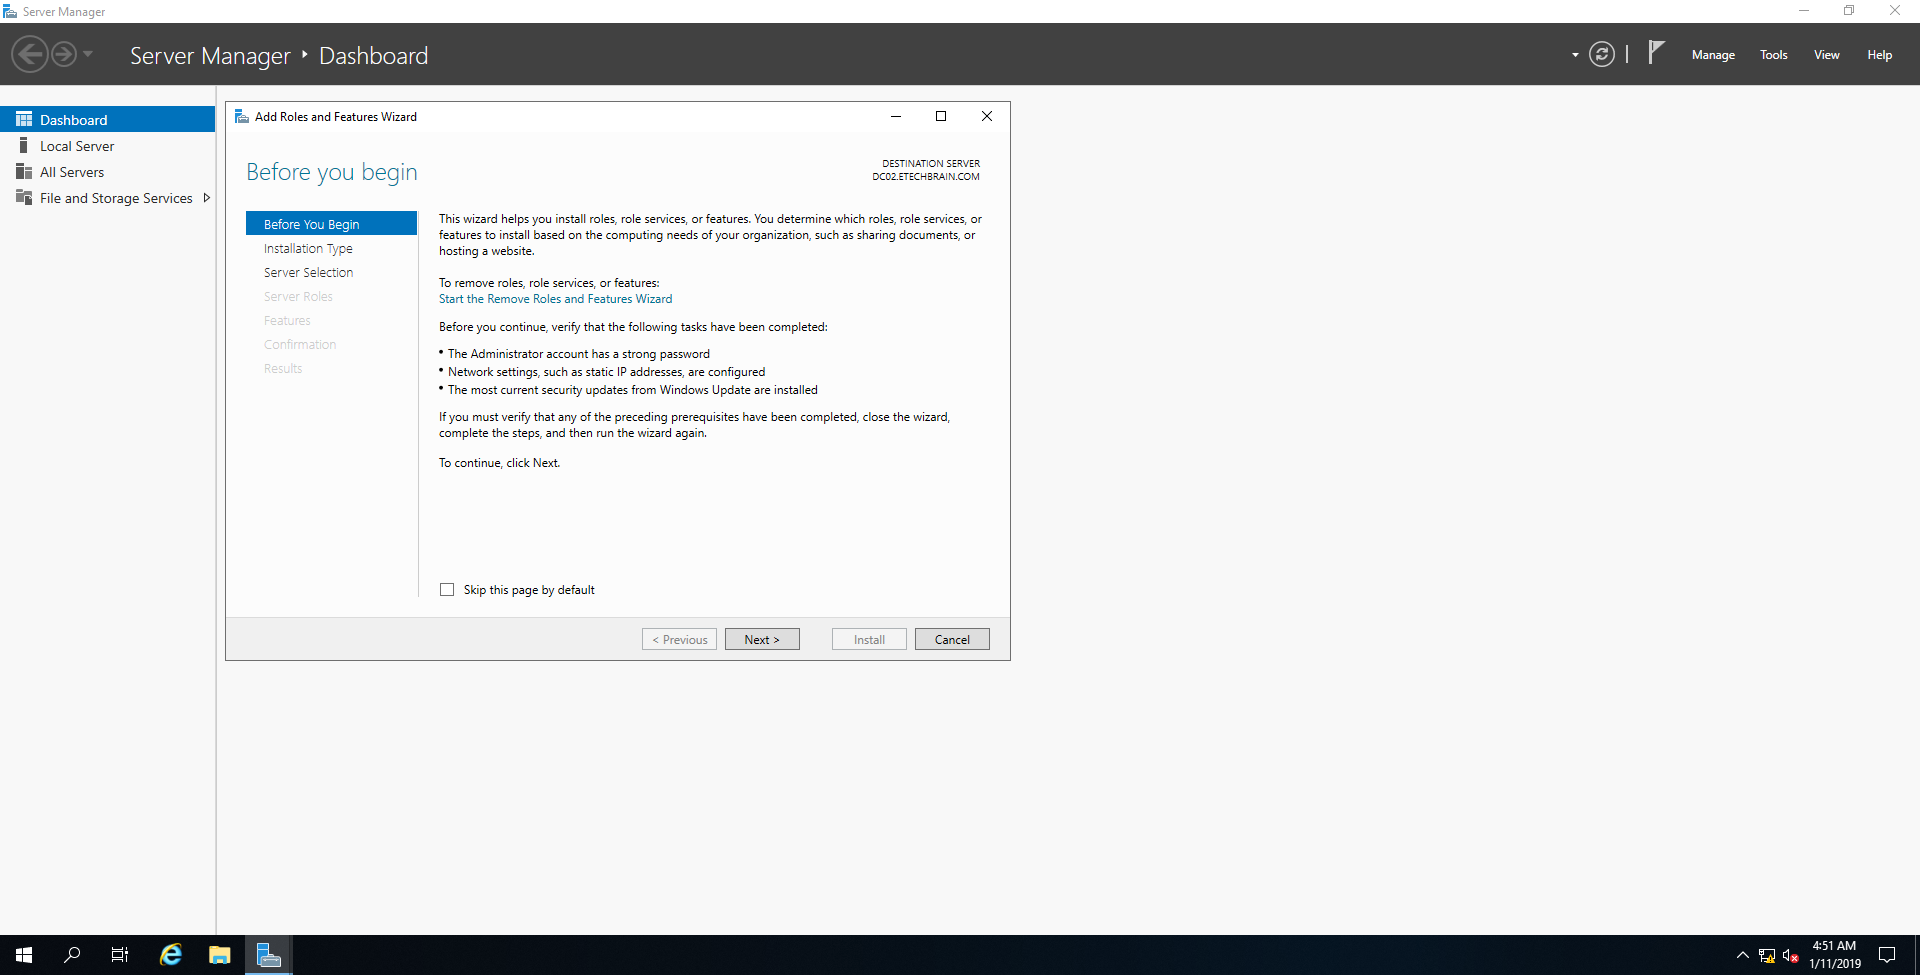 Server Manager
Server Manager Dashboard
Manage Tools View Help
Dashboard
Local Server
All Servers
File and Storage Services
Add Roles and Features Wizard
Before you begin
DESTINATION SERVER
DC02.ETECHBRAIN.COM
Before You Begin
Installation Type
Server Selection
Server Roles
Features
Confirmation
Results
This wizard helps you install roles, role services, or features. You determine which roles, role services, or
features to install based on the computing needs of your organization, such as sharing documents, or
hosting a website.
To remove roles, role services, or features:
Start the Remove Roles and Features Wizard
Before you continue, verify that the following tasks have been completed:
• The Administrator account has a strong password
• Network settings, such as static IP addresses, are configured
• The most current security updates from Windows Update are installed
If you must verify that any of the preceding prerequisites have been completed, close the wizard,
complete the steps, and then run the wizard again.
To continue, click Next.
Skip this page by default
< Previous Next > Install Cancel
4:51 AM
1/11/2019